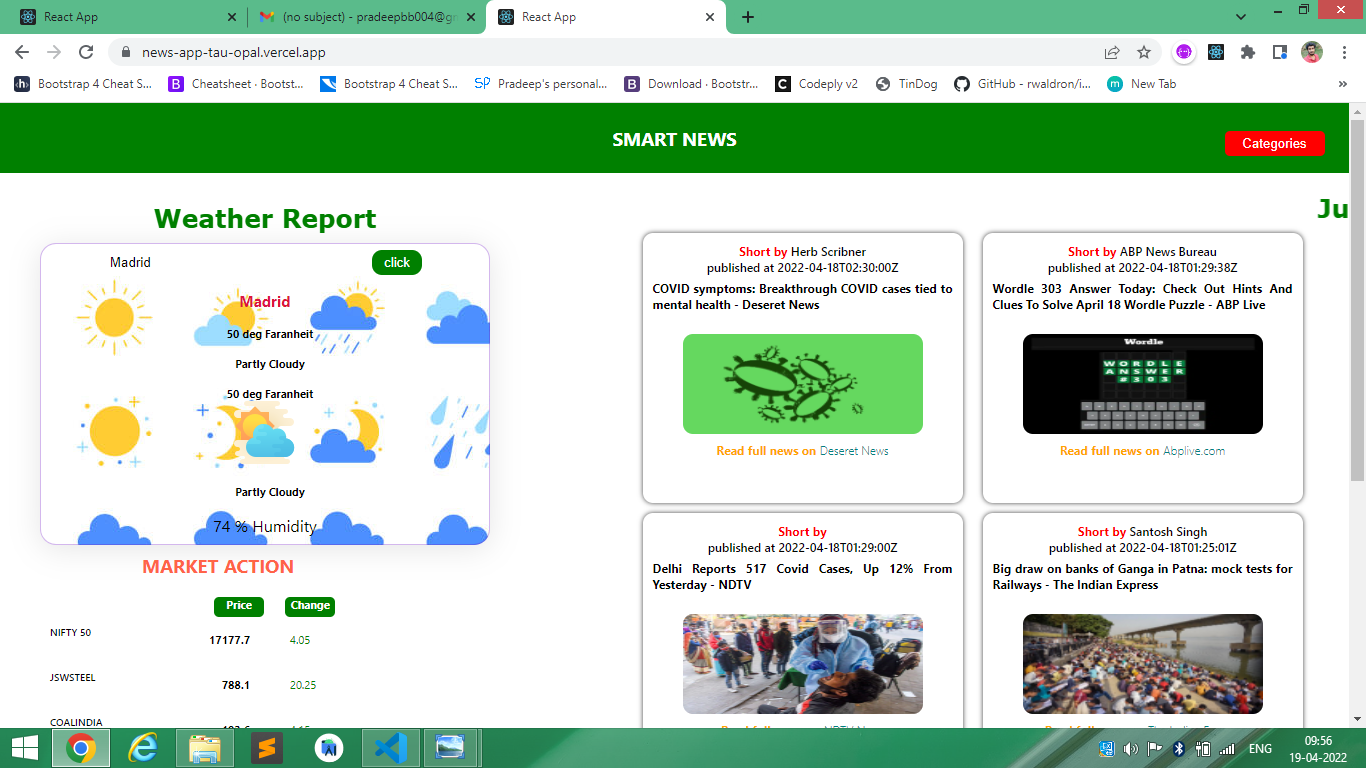 React App
(no subject) - pradeepbb004@gm
React App
news-app-tau-opal.vercel.app
Bootstrap 4 Cheat S...
Cheatsheet · Bootst...
Bootstrap 4 Cheat S...
Pradeep's personal...
Download · Bootstr...
Codeply v2
TinDog
GitHub - rwaldron/i...
New Tab
SMART NEWS
Categories
Weather Report
Ju
Madrid
click
Madrid
50 deg Faranheit
Partly Cloudy
50 deg Faranheit
Partly Cloudy
74 % Humidity
MARKET ACTION
Price Change
NIFTY 50 17177.7 4.05
JSWSTEEL 788.1 20.25
COALINDIA
Short by Herb Scribner
published at 2022-04-18T02:30:00Z
COVID symptoms: Breakthrough COVID cases tied to
mental health - Deseret News
Read full news on Deseret News
Short by ABP News Bureau
published at 2022-04-18T01:29:38Z
Wordle 303 Answer Today: Check Out Hints And
Clues To Solve April 18 Wordle Puzzle - ABP Live
Wordle
WORDLE
ANSWER
#303
Read full news on Abplive.com
Short by
published at 2022-04-18T01:29:00Z
Delhi Reports 517 Covid Cases, Up 12% From
Yesterday - NDTV
Short by Santosh Singh
published at 2022-04-18T01:25:01Z
Big draw on banks of Ganga in Patna: mock tests for
Railways - The Indian Express
ENG
09:56
19-04-2022